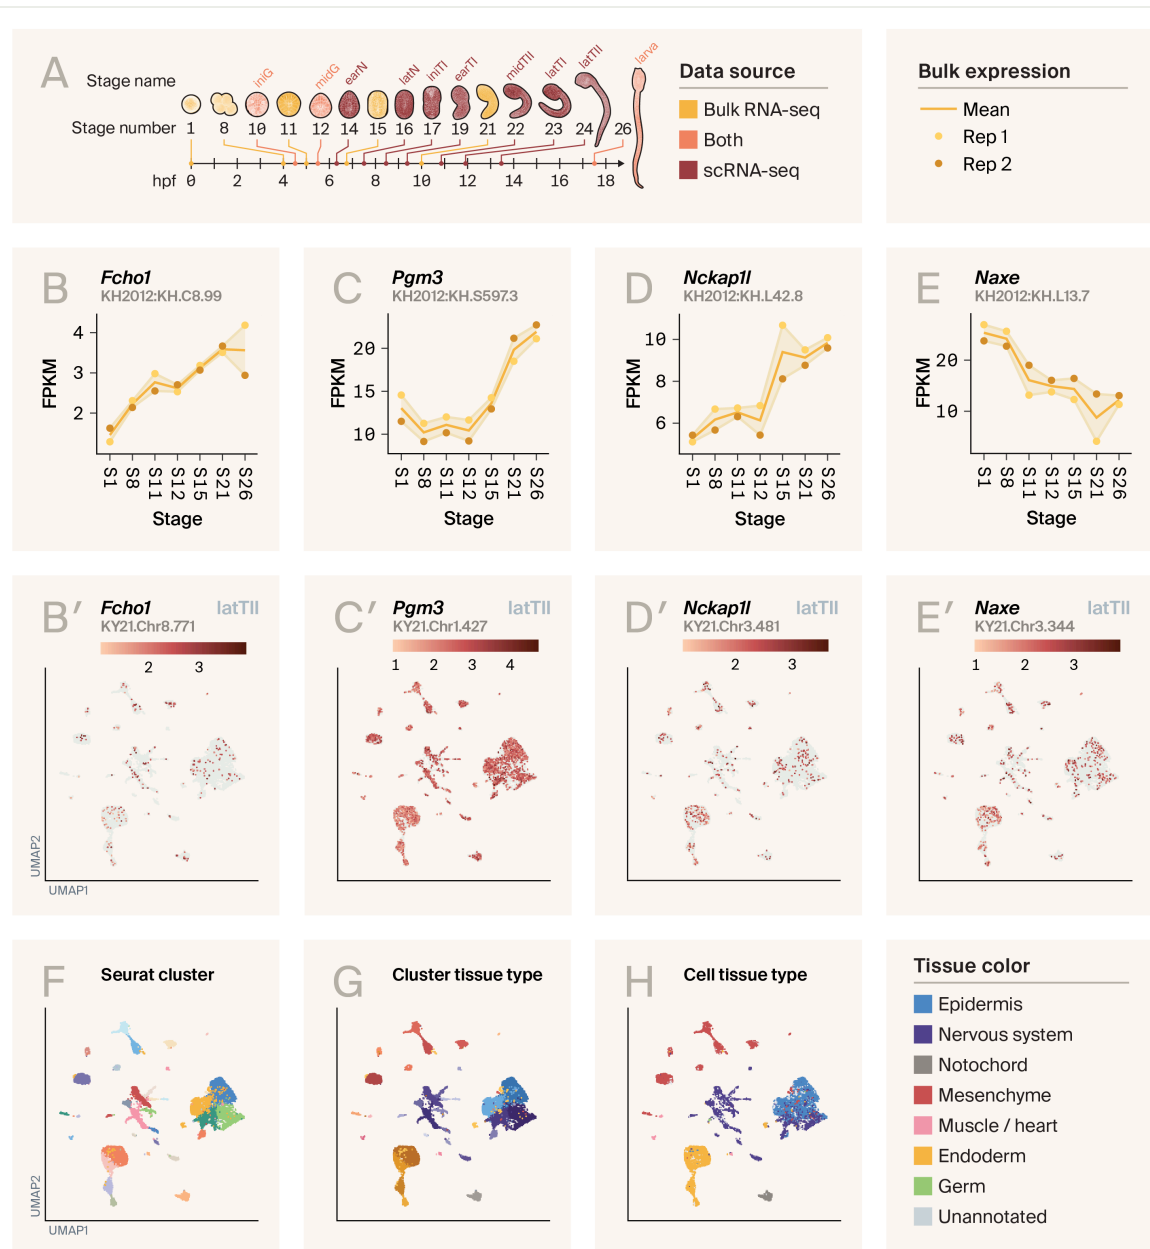 A
Stage name
iniG
midG
earN
latN
iniTI
earTI
midTII
latTI
latTII
larva
Stage number
1 8 10 11 12 14 15 16 17 19 21 22 23 24 26
hpf 0 2 4 6 8 10 12 14 16 18
Data source
Bulk RNA-seq
Both
scRNA-seq
Bulk expression
Mean
Rep 1
Rep 2
B
Fcho1
KH2012:KH.C8.99
FPKM
4
3
2
S1 S8 S11 S12 S15 S21 S26
Stage
C
Pgm3
KH2012:KH.S597.3
FPKM
20
15
10
S1 S8 S11 S12 S15 S21 S26
Stage
D
Nckap1l
KH2012:KH.L42.8
FPKM
10
8
6
S1 S8 S11 S12 S15 S21 S26
Stage
E
Naxe
KH2012:KH.L13.7
FPKM
20
10
S1 S8 S11 S12 S15 S21 S26
Stage
B′
Fcho1 latTII
KY21.Chr8.771
2 3
UMAP2
UMAP1
C′
Pgm3 latTII
KY21.Chr1.427
1 2 3 4
D′
Nckap1l latTII
KY21.Chr3.481
2 3
E′
Naxe latTII
KY21.Chr3.344
1 2 3
F
Seurat cluster
UMAP2
UMAP1
G
Cluster tissue type
H
Cell tissue type
Tissue color
Epidermis
Nervous system
Notochord
Mesenchyme
Muscle / heart
Endoderm
Germ
Unannotated